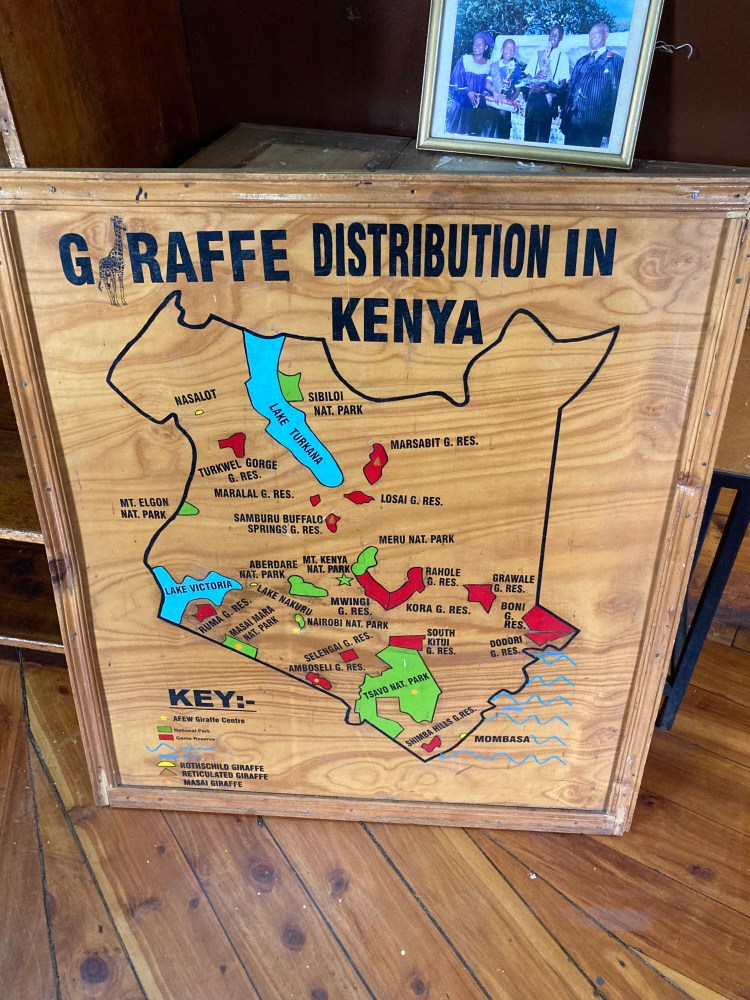 GIRAFFE DISTRIBUTION IN
KENYA
NASALOT
SIBILOI
NAT. PARK
LAKE TURKANA
TURKWEL GORGE
G. RES.
MARSABIT G. RES.
MARALAL G. RES.
LOSAI G. RES.
MT. ELGON
NAT. PARK
SAMBURU BUFFALO
SPRINGS G. RES.
MERU NAT. PARK
ABERDARE
NAT. PARK
MT. KENYA
NAT. PARK
RAHOLE
G. RES.
GRAWALE
G. RES.
LAKE VICTORIA
LAKE NAKURU
MWINGI
G. RES.
KORA G. RES.
BONI
G.
RES.
RUMA G. RES.
MASAI MARA
NAT. PARK
NAIROBI NAT. PARK
SELENGAI G. RES.
SOUTH
KITUI
G. RES.
DODORI
G. RES.
AMBOSELI G. RES.
TSAVO NAT. PARK
SHIMBA HILLS G.RES.
MOMBASA
KEY:-
AFEW Giraffe Centre
National Park
Game Reserve
ROTHSCHILD GIRAFFE
RETICULATED GIRAFFE
MASAI GIRAFFE